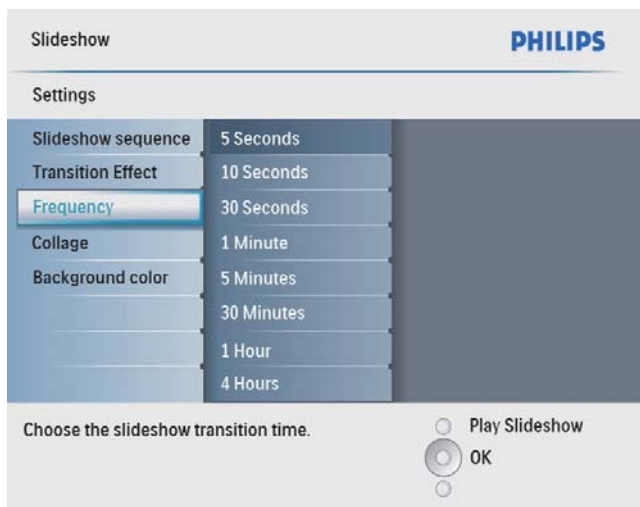 Slideshow
PHILIPS
Settings
Slideshow sequence
Transition Effect
Frequency
Collage
Background color
5 Seconds
10 Seconds
30 Seconds
1 Minute
5 Minutes
30 Minutes
1 Hour
4 Hours
Choose the slideshow transition time.
Play Slideshow
OK